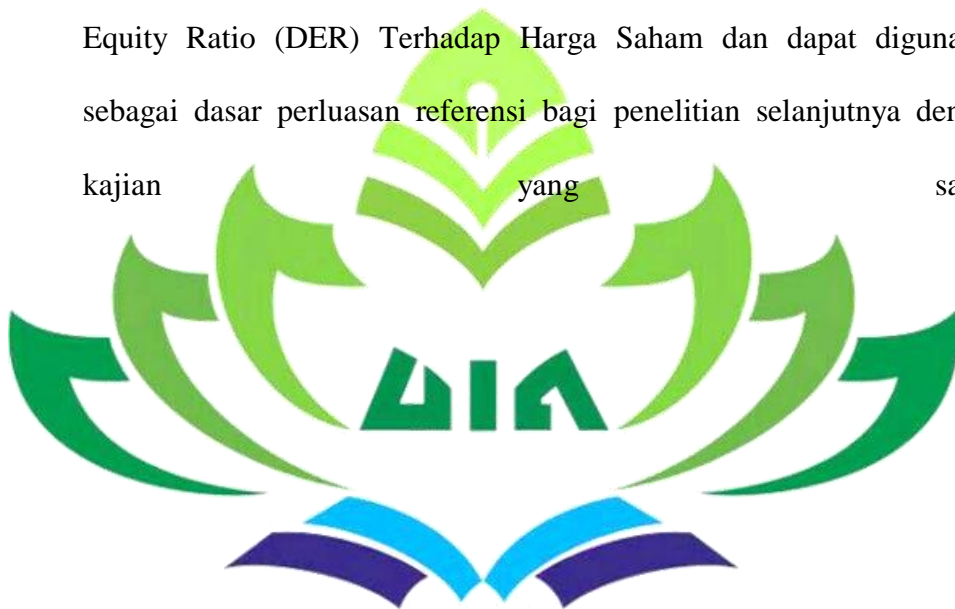 Equity Ratio (DER) Terhadap Harga Saham dan dapat diguna
sebagai dasar perluasan referensi bagi penelitian selanjutnya den
kajian yang sa
UIA